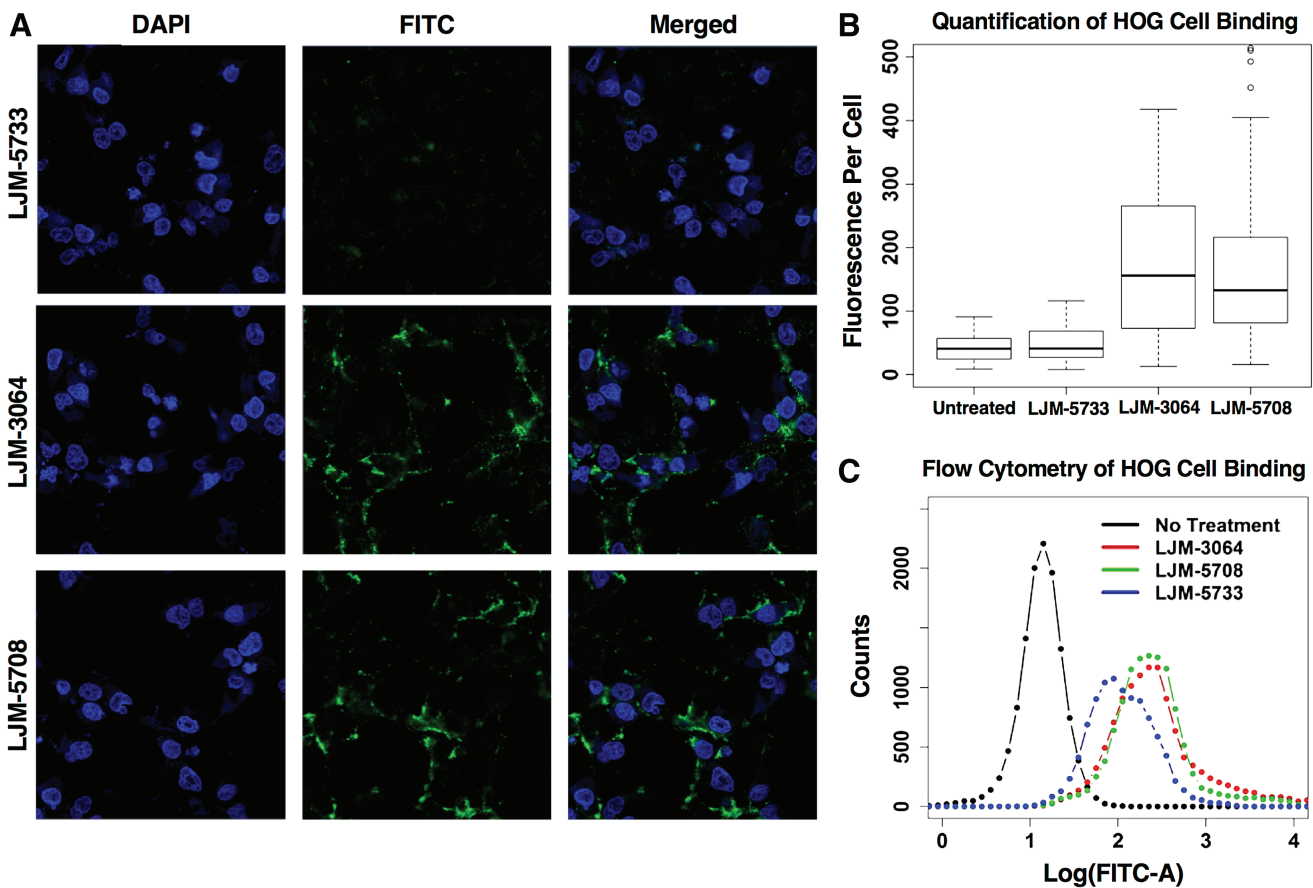 A
DAPI
FITC
Merged
LJM-5733
LJM-3064
LJM-5708
B
Quantification of HOG Cell Binding
Fluorescence Per Cell
500
400
300
200
100
0
Untreated
LJM-5733
LJM-3064
LJM-5708
C
Flow Cytometry of HOG Cell Binding
No Treatment
LJM-3064
LJM-5708
LJM-5733
Counts
2000
1000
500
0
0
1
2
3
4
Log(FITC-A)